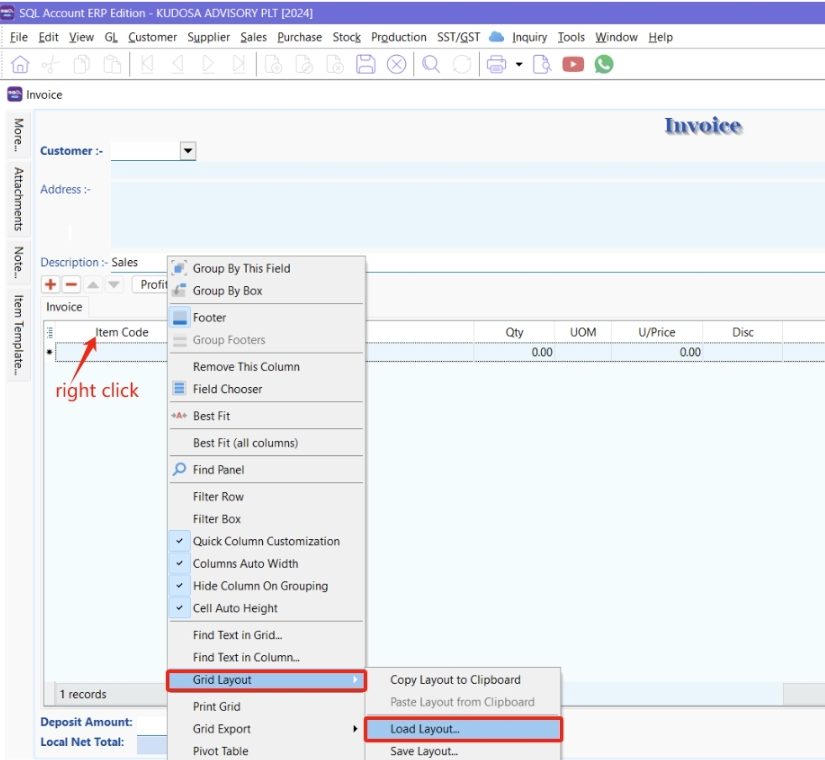 SQL Account ERP Edition - KUDOSA ADVISORY PLT [2024]
File Edit View GL Customer Supplier Sales Purchase Stock Production SST/GST Inquiry Tools Window Help
Invoice
More...
Attachments
Note...
Item Template...
Invoice
Customer :-
Address :-
Description :- Sales
Profit
Invoice
Item Code Qty UOM U/Price Disc
0.00 0.00
right click
Group By This Field
Group By Box
Footer
Group Footers
Remove This Column
Field Chooser
Best Fit
Best Fit (all columns)
Find Panel
Filter Row
Filter Box
Quick Column Customization
Columns Auto Width
Hide Column On Grouping
Cell Auto Height
Find Text in Grid...
Find Text in Column...
Grid Layout
Print Grid
Grid Export
Pivot Table
Copy Layout to Clipboard
Paste Layout from Clipboard
Load Layout...
Save Layout...
1 records
Deposit Amount:
Local Net Total: